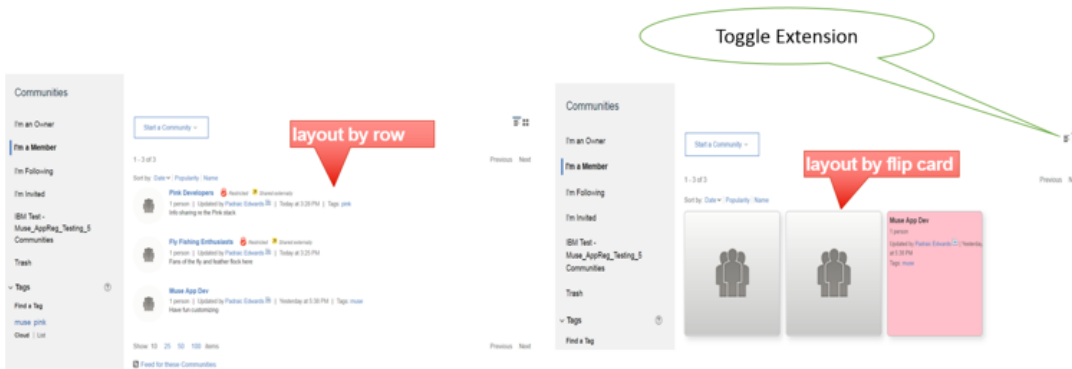 Toggle Extension
Communities
I'm an Owner
I'm a Member
I'm Following
I'm Invited
IBM Test -
Muse_AppReg_Testing_5
Communities
Trash
Tags
Find a Tag
muse pink
Cloud | List
Start a Community
layout by row
1 - 3 of 3
Previous Next
Sort by: Date Popularity | Name
Pink Developers Restricted Shared externally
1 person | Updated by Padraic Edwards | Today at 3:28 PM | Tags: pink
Info sharing re the Pink stack
Fly Fishing Enthusiasts Restricted Shared externally
1 person | Updated by Padraic Edwards | Today at 3:25 PM
Fans of the fly and feather flock here
Muse App Dev
1 person | Updated by Padraic Edwards | Yesterday at 5:38 PM | Tags: muse
Have fun customizing.
Show 10 25 50 100 items
Previous Next
Feed for these Communities
Communities
I'm an Owner
I'm a Member
I'm Following
I'm Invited
IBM Test -
Muse_AppReg_Testing_5
Communities
Trash
Tags
Find a Tag
Start a Community
layout by flip card
1 - 3 of 3
Previous
Sort by: Date Popularity | Name
Muse App Dev
1 person
Updated by Padraic Edwards | Yesterday
at 5:38 PM
Tags: muse